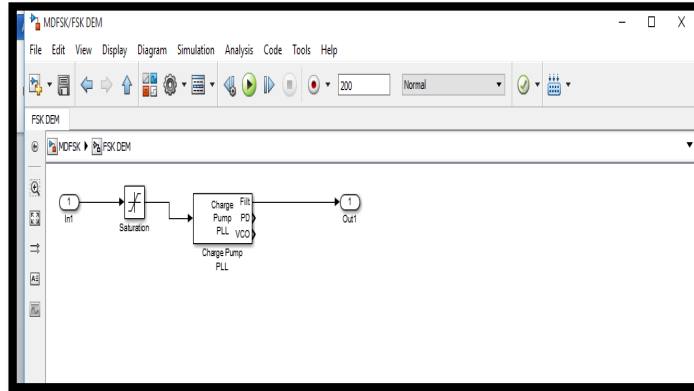 MDFSK/FSK DEM
File Edit View Display Diagram Simulation Analysis Code Tools Help
200 Normal
FSK DEM
MDFSK FSK DEM
1
In1
Saturation
Charge
Pump
PLL
Filt
PD
VCO
Charge Pump
PLL
1
Out1